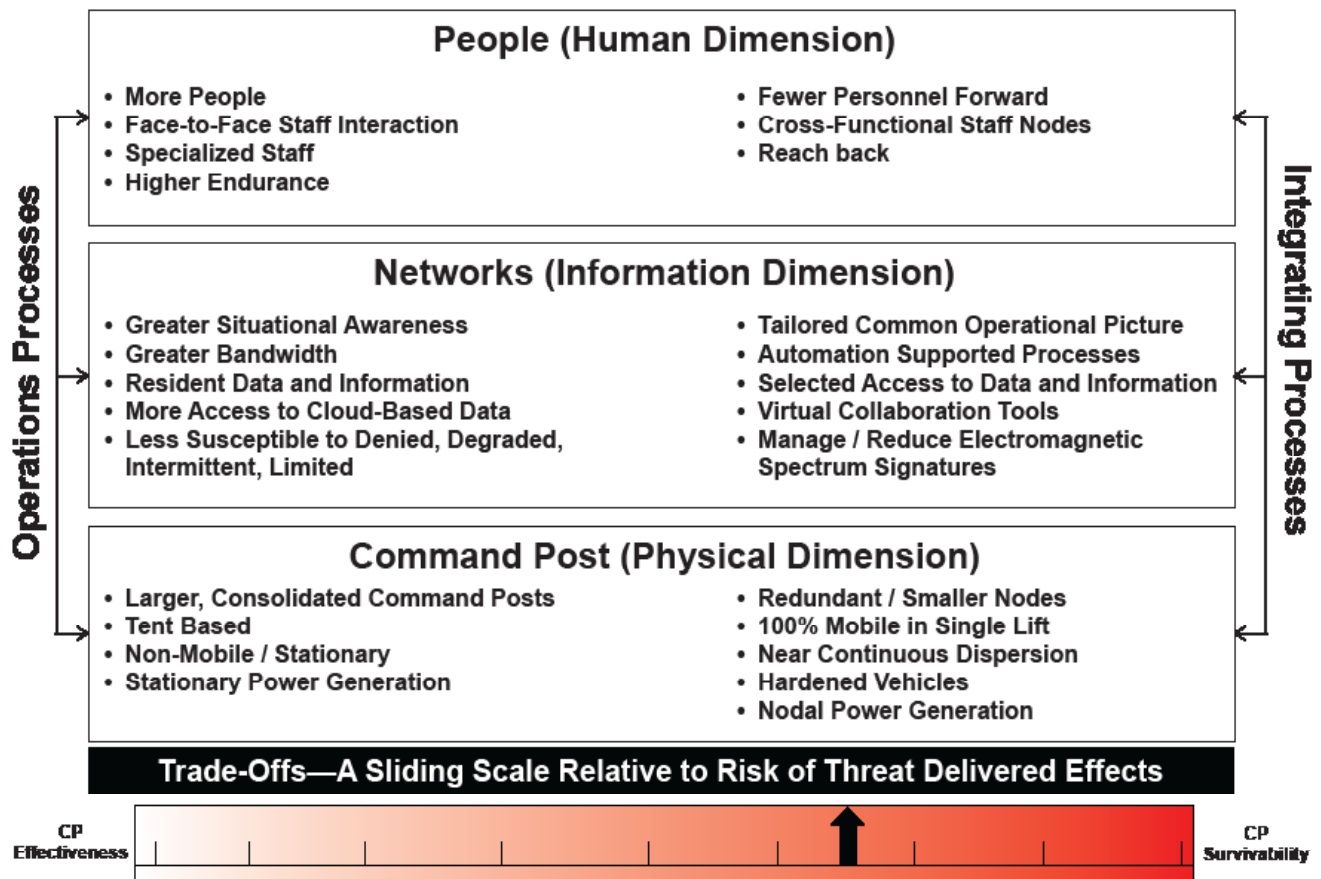 People (Human Dimension)
• More People
• Face-to-Face Staff Interaction
• Specialized Staff
• Higher Endurance
• Fewer Personnel Forward
• Cross-Functional Staff Nodes
• Reach back
Networks (Information Dimension)
• Greater Situational Awareness
• Greater Bandwidth
• Resident Data and Information
• More Access to Cloud-Based Data
• Less Susceptible to Denied, Degraded,
Intermittent, Limited
• Tailored Common Operational Picture
• Automation Supported Processes
• Selected Access to Data and Information
• Virtual Collaboration Tools
• Manage / Reduce Electromagnetic
Spectrum Signatures
Command Post (Physical Dimension)
• Larger, Consolidated Command Posts
• Tent Based
• Non-Mobile / Stationary
• Stationary Power Generation
• Redundant / Smaller Nodes
• 100% Mobile in Single Lift
• Near Continuous Dispersion
• Hardened Vehicles
• Nodal Power Generation
Operations Processes
Integrating Processes
Trade-Offs—A Sliding Scale Relative to Risk of Threat Delivered Effects
CP
Effectiveness
CP
Survivability